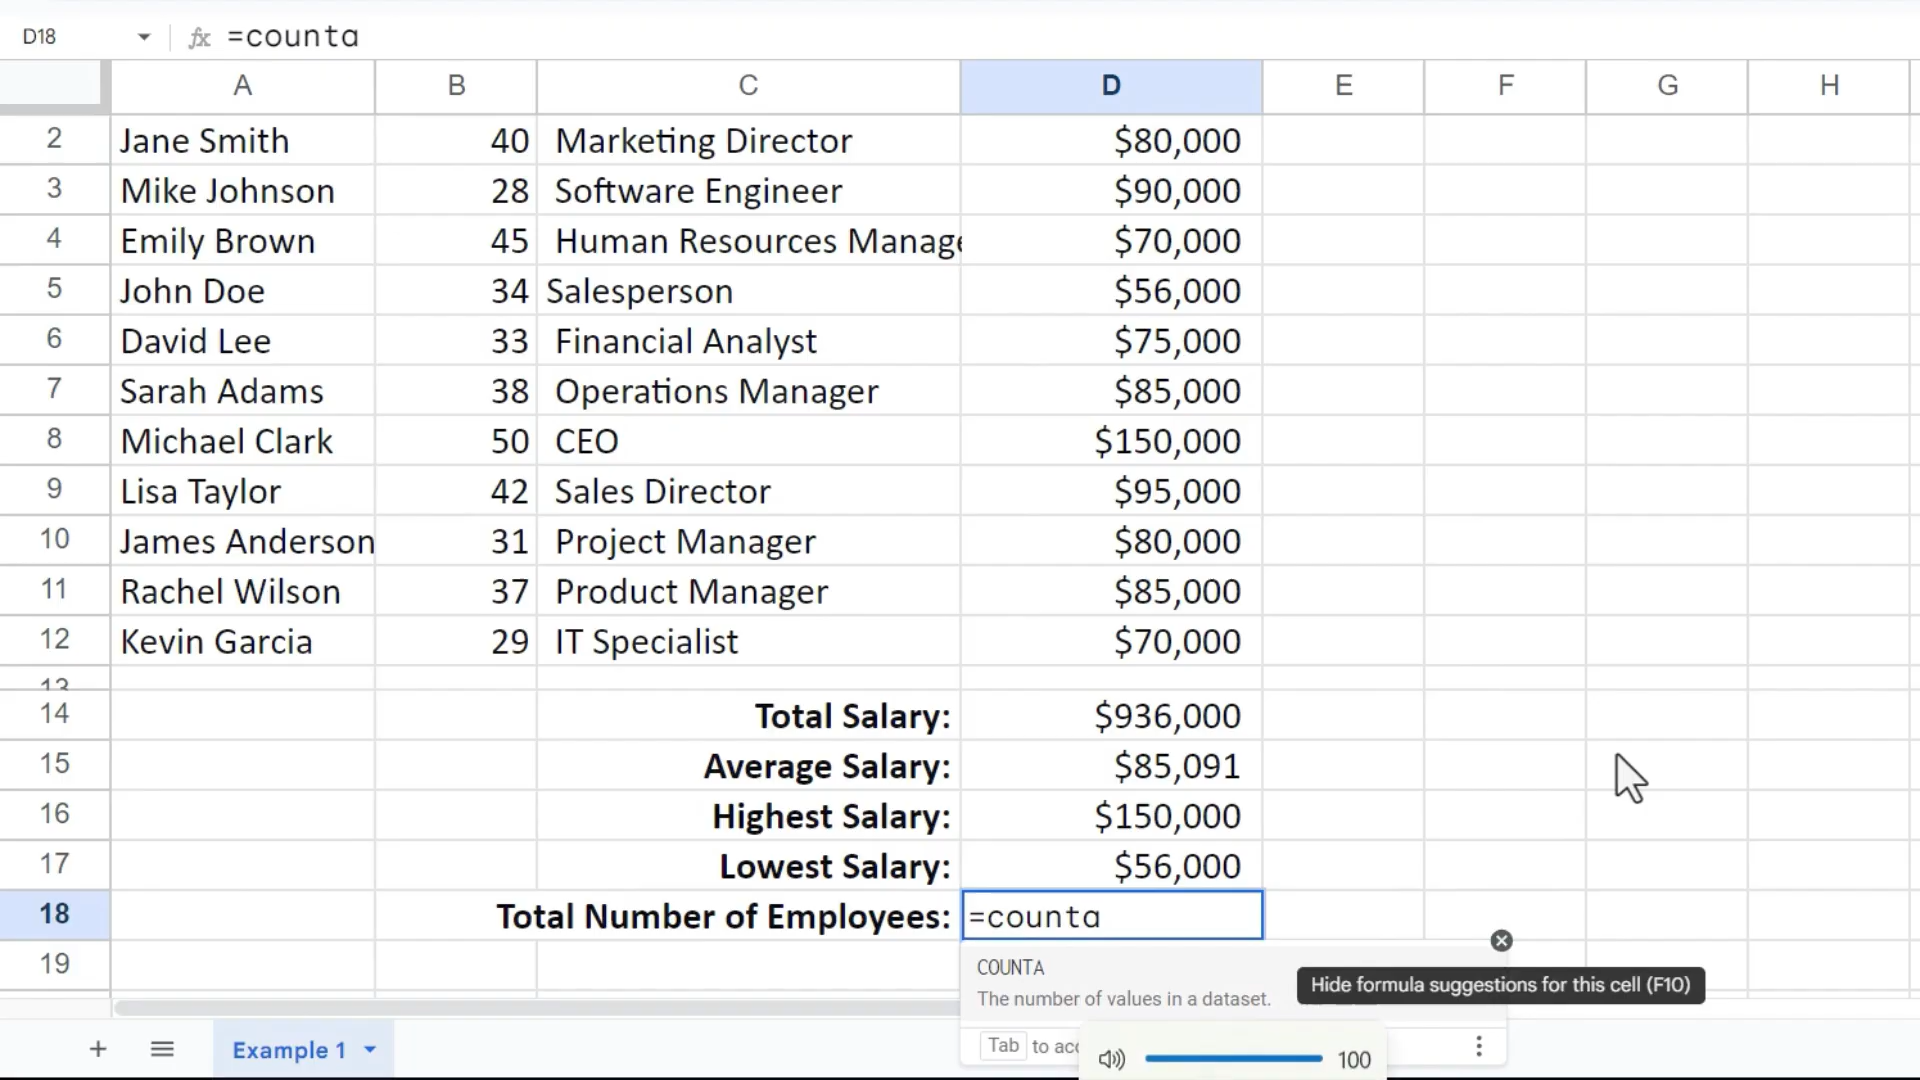 D18 fx =counta
A B C D E F G H
2 Jane Smith 40 Marketing Director $80,000
3 Mike Johnson 28 Software Engineer $90,000
4 Emily Brown 45 Human Resources Manage $70,000
5 John Doe 34 Salesperson $56,000
6 David Lee 33 Financial Analyst $75,000
7 Sarah Adams 38 Operations Manager $85,000
8 Michael Clark 50 CEO $150,000
9 Lisa Taylor 42 Sales Director $95,000
10 James Anderson 31 Project Manager $80,000
11 Rachel Wilson 37 Product Manager $85,000
12 Kevin Garcia 29 IT Specialist $70,000
13
14 Total Salary: $936,000
15 Average Salary: $85,091
16 Highest Salary: $150,000
17 Lowest Salary: $56,000
18 Total Number of Employees: =counta
19
COUNTA
The number of values in a dataset.
Hide formula suggestions for this cell (F10)
Tab to acc
100
Example 1